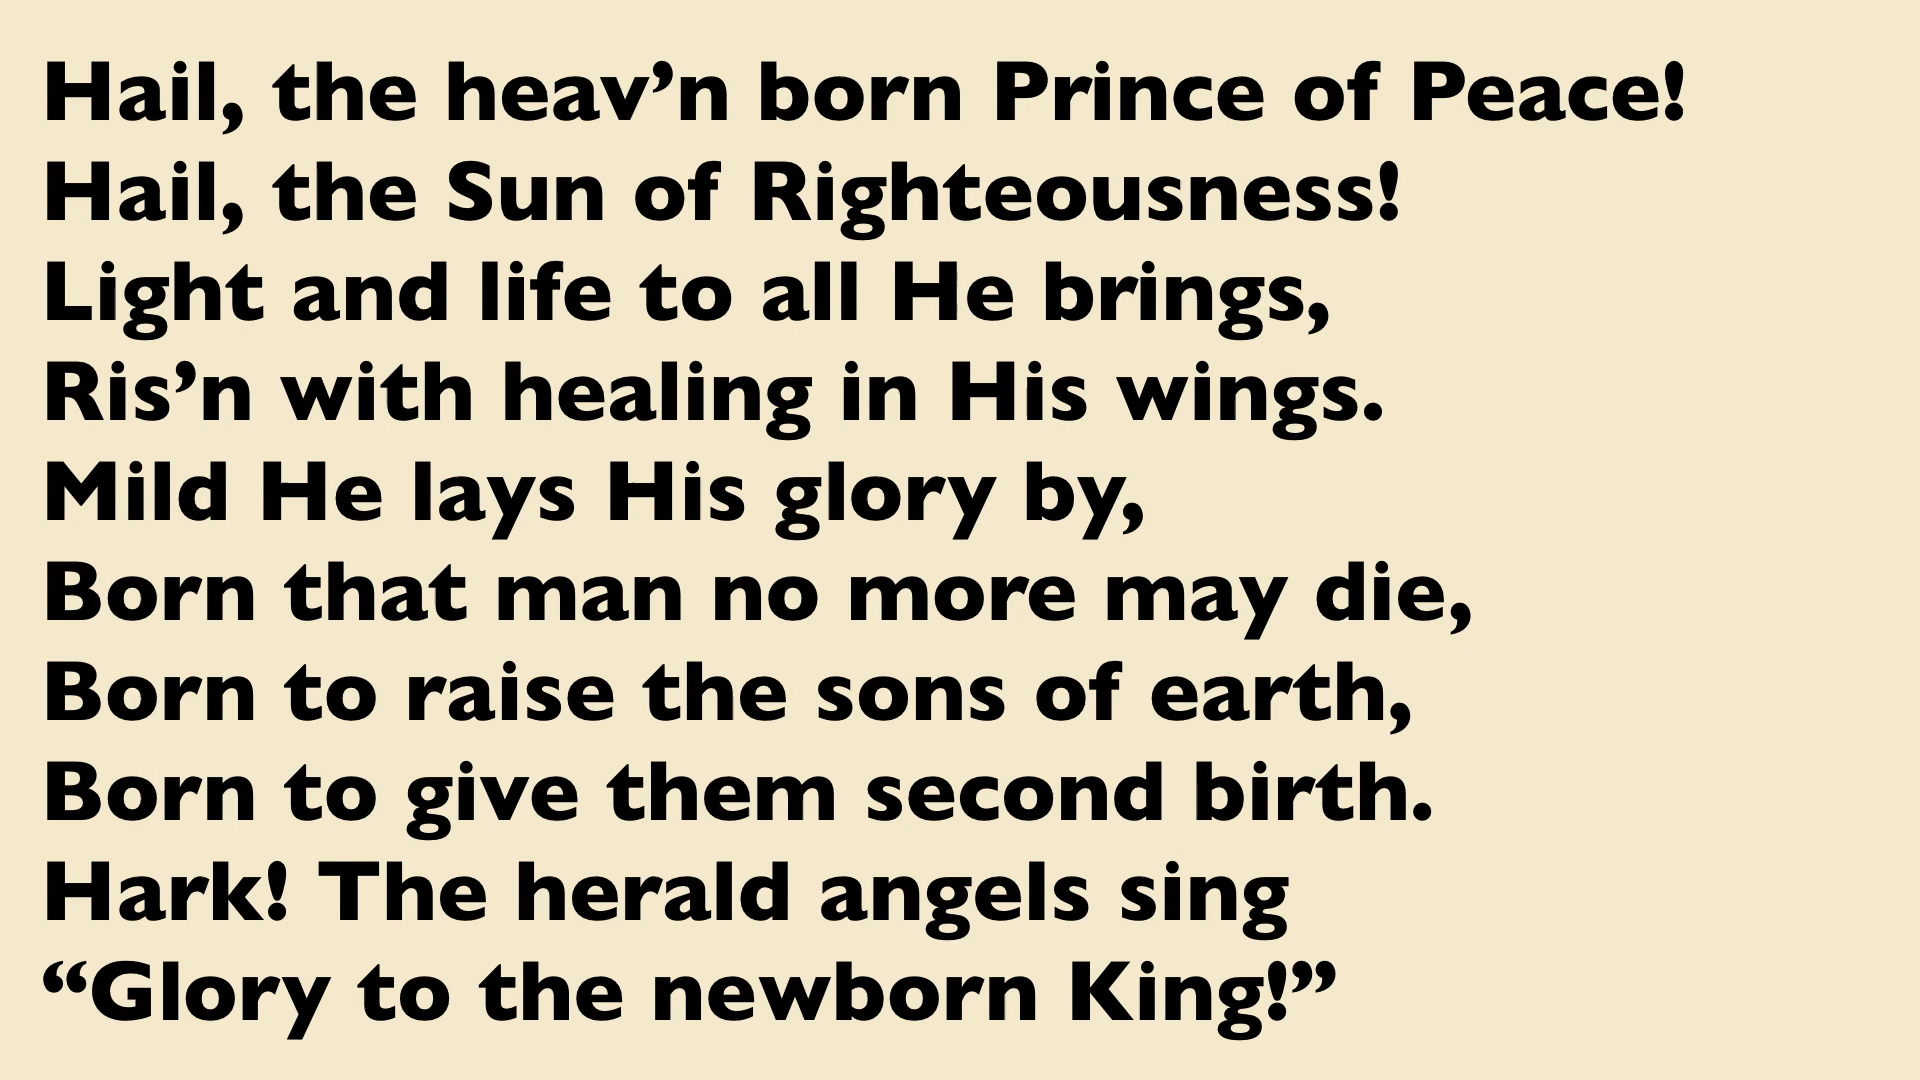 Hail, the heav’n born Prince of Peace!
Hail, the Sun of Righteousness!
Light and life to all He brings,
Ris’n with healing in His wings.
Mild He lays His glory by,
Born that man no more may die,
Born to raise the sons of earth,
Born to give them second birth.
Hark! The herald angels sing
“Glory to the newborn King!”